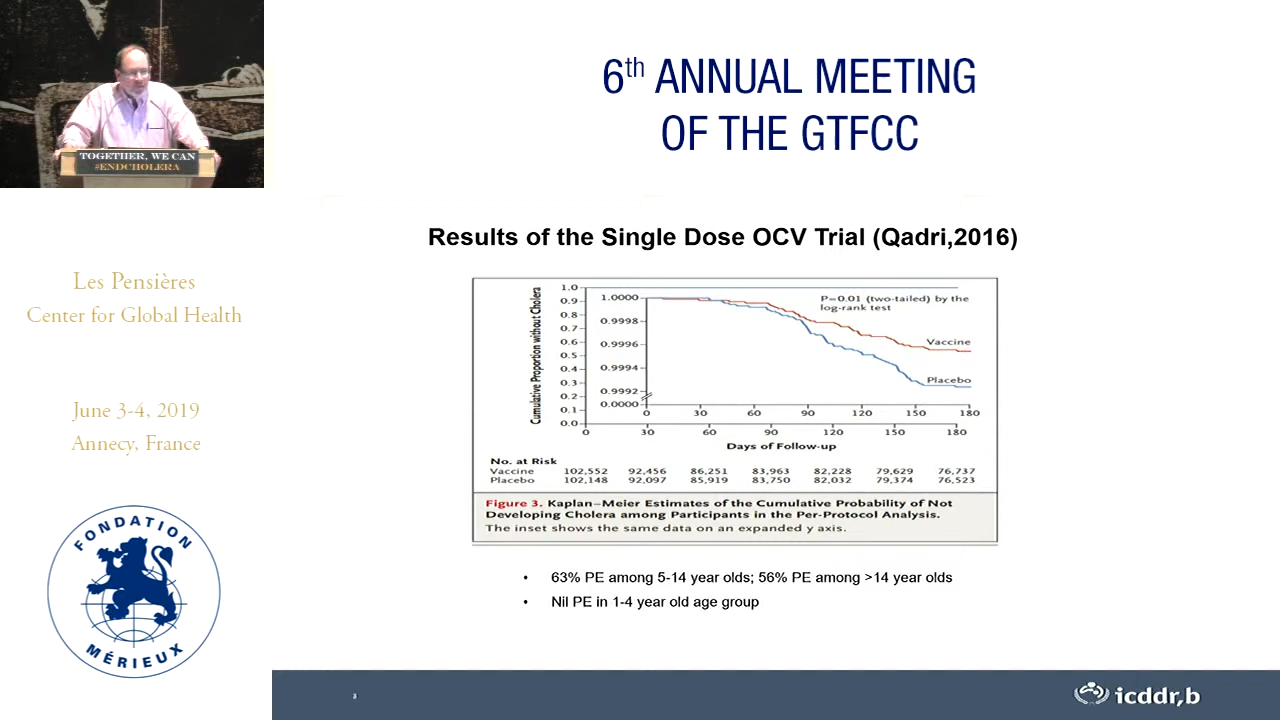 TOGETHER, WE CAN
#ENDCHOLERA
6th ANNUAL MEETING
OF THE GTFCC
Les Pensières
Center for Global Health
June 3-4, 2019
Annecy, France
FONDATION
MÉRIEUX
Results of the Single Dose OCV Trial (Qadri,2016)
Cumulative Proportion without Cholera
1.0
0.9
0.8
0.7
0.6
0.5
0.4
0.3
0.2
0.1
0.0
1.0000
0.9998
0.9996
0.9994
0.9992
0.0000
P=0.01 (two-tailed) by the
log-rank test
Vaccine
Placebo
0 30 60 90 120 150 180
0 30 60 90 120 150 180
Days of Follow-up
No. at Risk
Vaccine 102,552 92,456 86,251 83,963 82,228 79,629 76,737
Placebo 102,148 92,097 85,919 83,750 82,032 79,374 76,523
Figure 3. Kaplan–Meier Estimates of the Cumulative Probability of Not
Developing Cholera among Participants in the Per-Protocol Analysis.
The inset shows the same data on an expanded y axis.
• 63% PE among 5-14 year olds; 56% PE among >14 year olds
• Nil PE in 1-4 year old age group
icddr,b